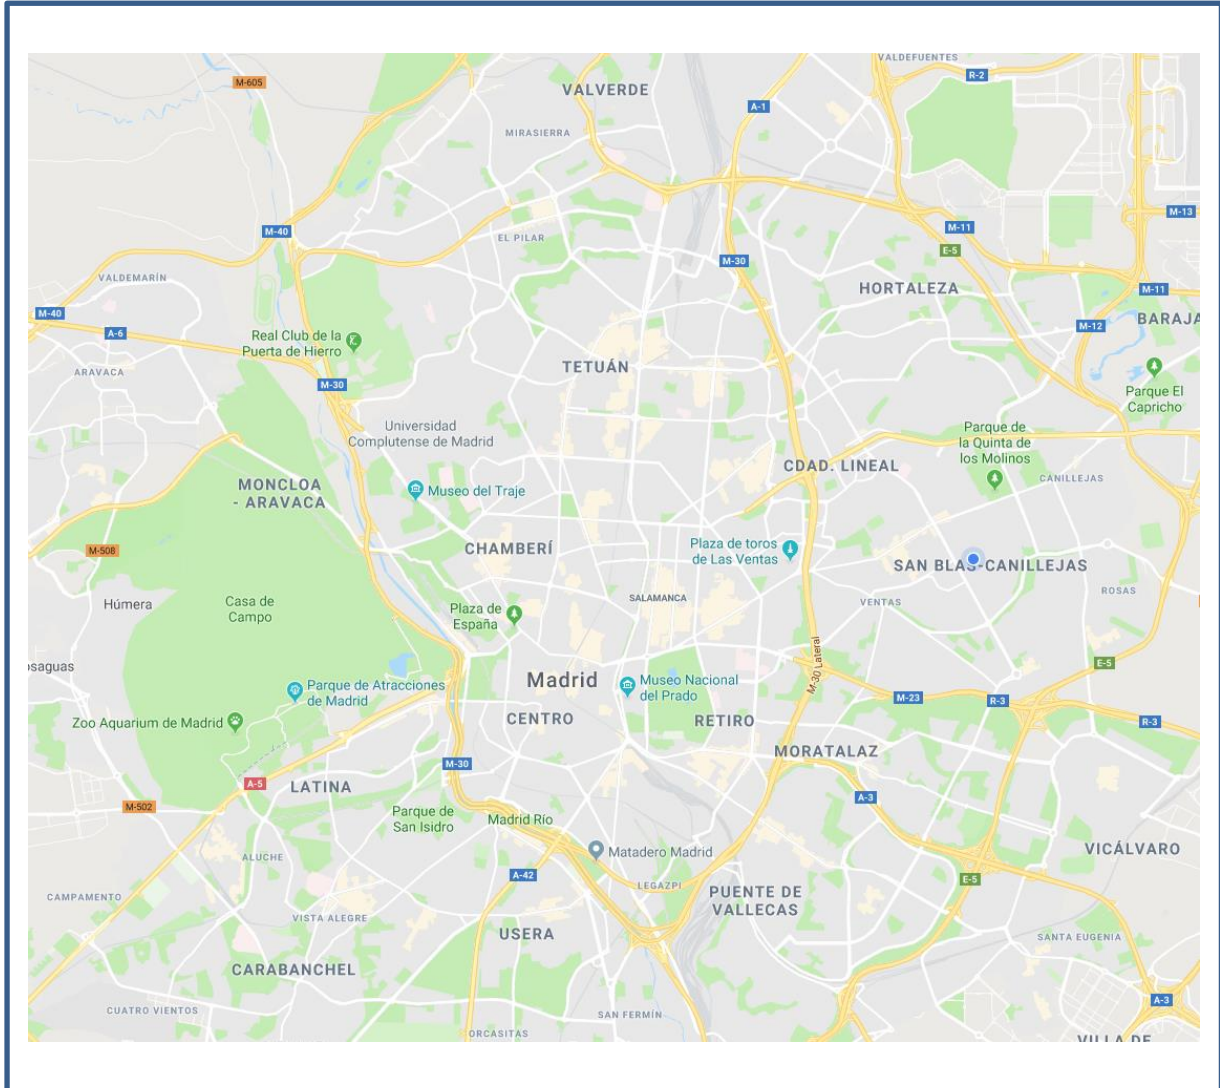 VALDEFUENTES
R-2
M-605
VALVERDE
A-1
MIRASIERRA
M-13
M-11
M-40
EL PILAR
E-5
M-30
VALDEMARÍN
HORTALEZA
M-11
M-40
BARAJA
M-12
A-6
Real Club de la
Puerta de Hierro
TETUÁN
ARAVACA
M-30
Parque El
Capricho
Universidad
Complutense de Madrid
Parque de
la Quinta de
los Molinos
CDAD. LINEAL
CANILLEJAS
MONCLOA
- ARAVACA
Museo del Traje
M-508
CHAMBERÍ
Plaza de toros
de Las Ventas
SAN BLAS-CANILLEJAS
ROSAS
Húmera
Casa de
Campo
SALAMANCA
VENTAS
Plaza de
España
M-30 Lateral
osaguas
E-5
Madrid
Parque de Atracciones
de Madrid
Museo Nacional
del Prado
M-23
R-3
Zoo Aquarium de Madrid
CENTRO
RETIRO
R-3
MORATALAZ
M-30
A-5
LATINA
A-3
M-502
Parque de
San Isidro
Madrid Río
Matadero Madrid
VICÁLVARO
ALUCHE
A-42
LEGAZPI
E-5
CAMPAMENTO
PUENTE DE
VALLECAS
VISTA ALEGRE
USERA
SANTA EUGENIA
CARABANCHEL
A-3
CUATRO VIENTOS
SAN FERMÍN
ORCASITAS
VILLA DE